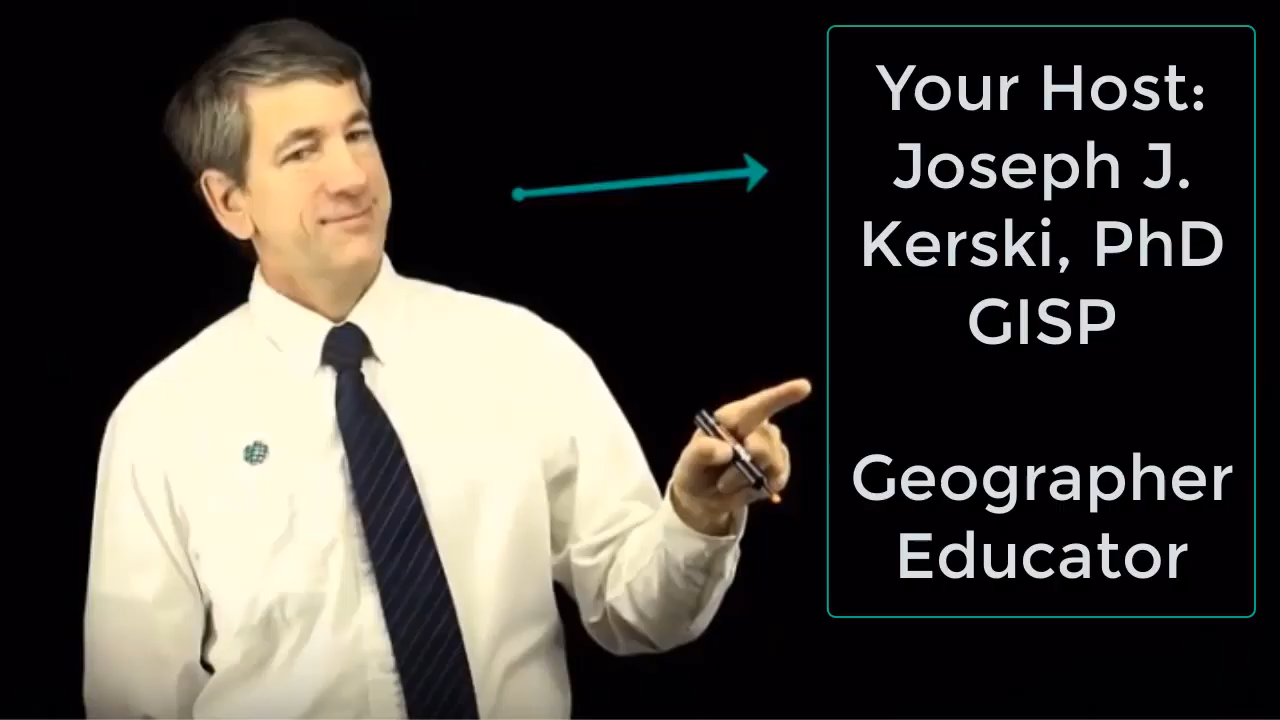 Your Host:
Joseph J.
Kerski, PhD
GISP
Geographer
Educator